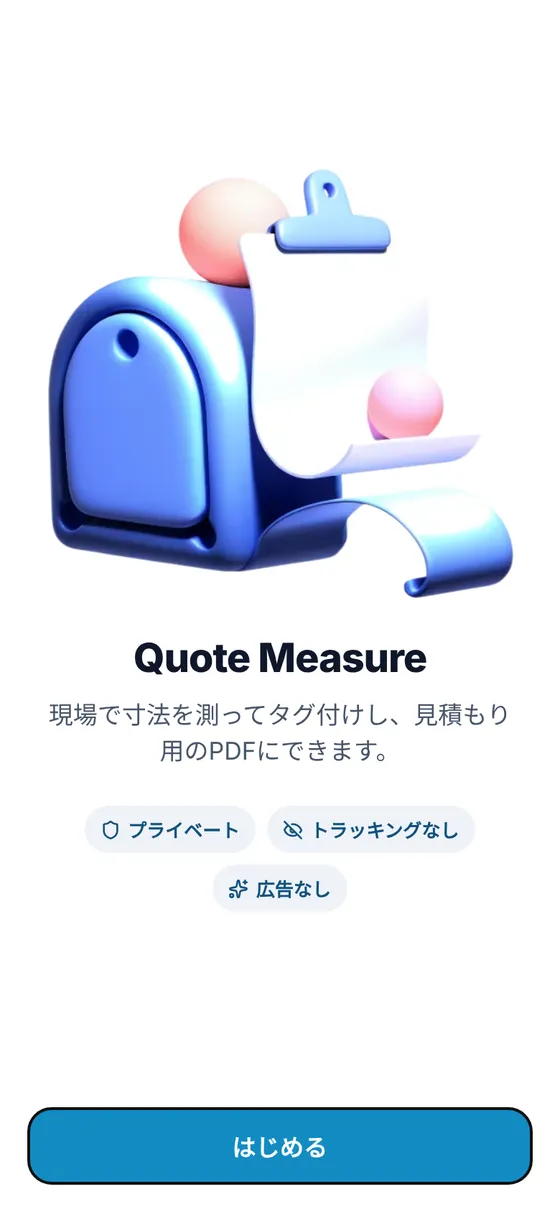 Quote Measure
現場で寸法を測ってタグ付けし、見積もり
用のPDFにできます。
プライベート
トラッキングなし
広告なし
はじめる